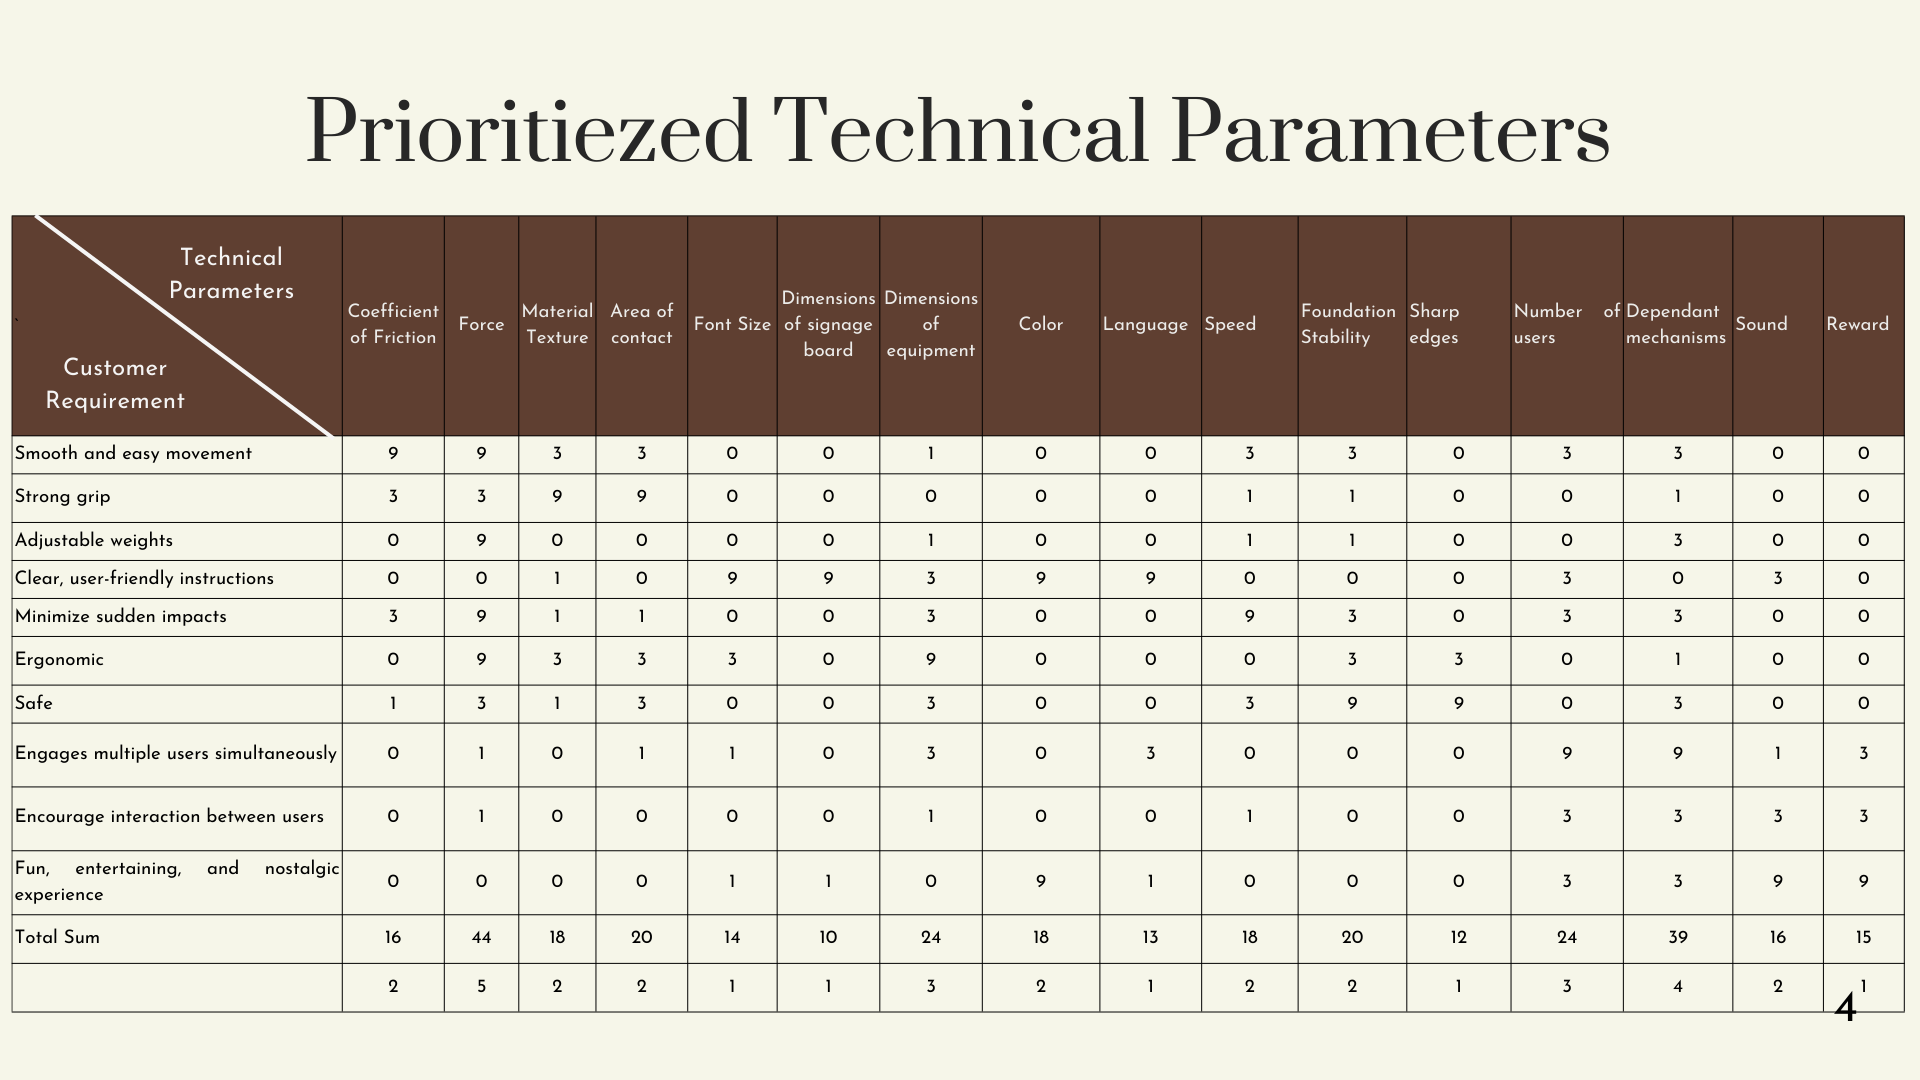 Prioritiezed Technical Parameters
Technical
Parameters
`
Customer
Requirement
Coefficient
of Friction
Force
Material
Texture
Area of
contact
Font Size
Dimensions
of signage
board
Dimensions
of
equipment
Color
Language
Speed
Foundation
Stability
Sharp
edges
Number of
users
Dependant
mechanisms
Sound
Reward
Smooth and easy movement 9 9 3 3 0 0 1 0 0 3 3 0 3 3 0 0
Strong grip 3 3 9 9 0 0 0 0 0 1 1 0 0 1 0 0
Adjustable weights 0 9 0 0 0 0 1 0 0 1 1 0 0 3 0 0
Clear, user-friendly instructions 0 0 1 0 9 9 3 9 9 0 0 0 3 0 3 0
Minimize sudden impacts 3 9 1 1 0 0 3 0 0 9 3 0 3 3 0 0
Ergonomic 0 9 3 3 3 0 9 0 0 0 3 3 0 1 0 0
Safe 1 3 1 3 0 0 3 0 0 3 9 9 0 3 0 0
Engages multiple users simultaneously 0 1 0 1 1 0 3 0 3 0 0 0 9 9 1 3
Encourage interaction between users 0 1 0 0 0 0 1 0 0 1 0 0 3 3 3 3
Fun, entertaining, and nostalgic
experience 0 0 0 0 1 1 0 9 1 0 0 0 3 3 9 9
Total Sum 16 44 18 20 14 10 24 18 13 18 20 12 24 39 16 15
2 5 2 2 1 1 3 2 1 2 2 1 3 4 2 1
4